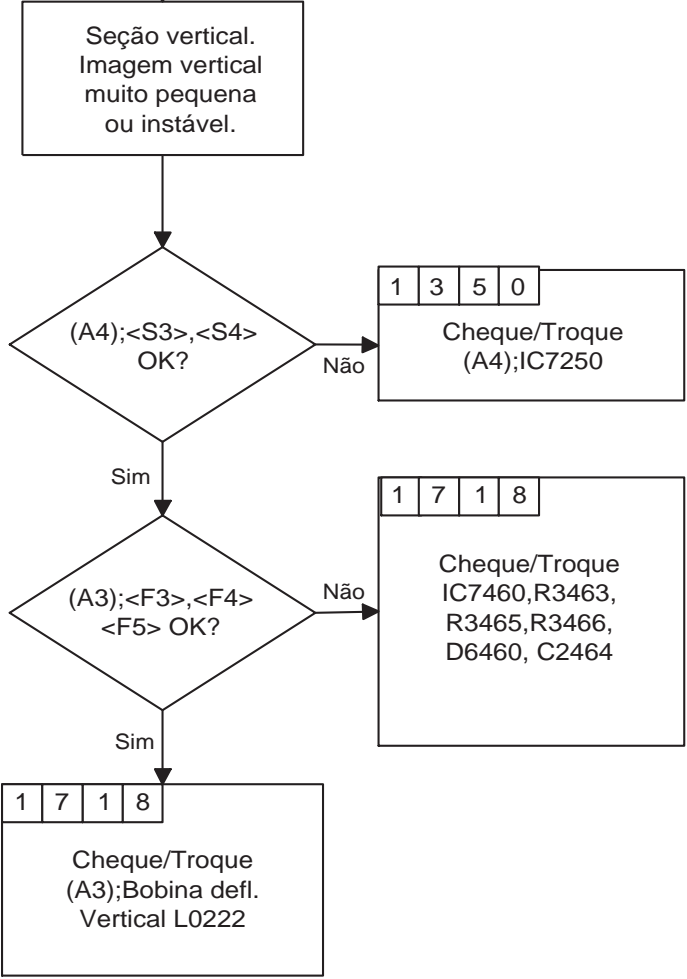 Seção vertical.
Imagem vertical
muito pequena
ou instável.
(A4);<S3>,<S4>
OK?
Não
1 3 5 0
Cheque/Troque
(A4);IC7250
Sim
(A3);<F3>,<F4>
<F5> OK?
Não
1 7 1 8
Cheque/Troque
IC7460,R3463,
R3465,R3466,
D6460, C2464
Sim
1 7 1 8
Cheque/Troque
(A3);Bobina defl.
Vertical L0222